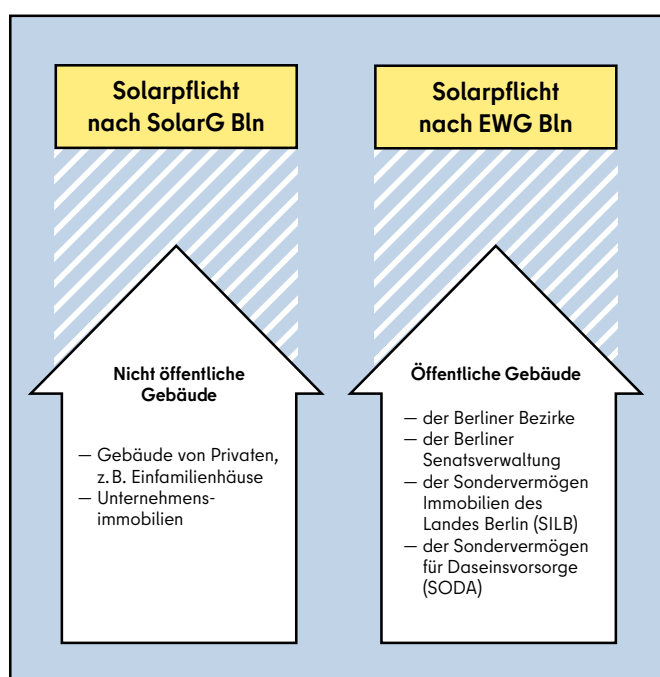 Solarpflicht
nach SolarG Bln
Nicht öffentliche
Gebäude
— Gebäude von Privaten,
z. B. Einfamilienhäuse
— Unternehmens-
immobilien
Solarpflicht
nach EWG Bln
Öffentliche Gebäude
— der Berliner Bezirke
— der Berliner
Senatsverwaltung
— der Sondervermögen
Immobilien des
Landes Berlin (SILB)
— der Sondervermögen
für Daseinsvorsorge
(SODA)